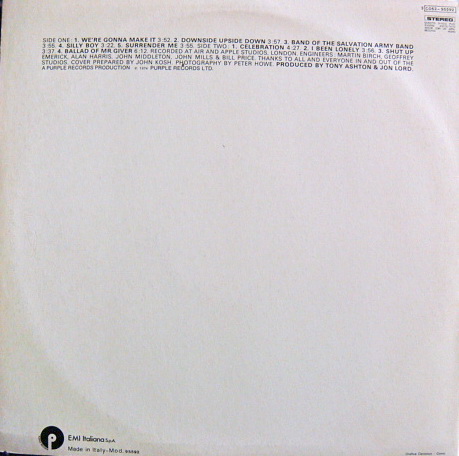 STEREO
SIDE ONE: 1. WE'RE GONNA MAKE IT 3:52. 2. DOWNSIDE UPSIDE DOWN 3:57. 3. BAND OF THE SALVATION ARMY BAND
3:55. 4. SILLY BOY 3:22. 5. SURRENDER ME 3:55. SIDE TWO: 1. CELEBRATION 4:27. 2. I BEEN LONELY 3:56. 3. SHUT UP
3:37. 4. BALLAD OF MR GIVER 6:12. RECORDED AT AIR AND APPLE STUDIOS, LONDON. ENGINEERS: MARTIN BIRCH, GEOFFREY
EMERICK, ALAN HARRIS, JOHN MIDDLETON, JOHN MILLS & BILL PRICE. THANKS TO ALL AND EVERYONE IN AND OUT OF THE
STUDIOS. COVER PREPARED BY JOHN KOSH. PHOTOGRAPHY BY PETER HOWE. PRODUCED BY TONY ASHTON & JON LORD.
A PURPLE RECORDS PRODUCTION PURPLE RECORDS LTD.
P
EMI Italiana S.p.A.
Made in Italy-Mod.